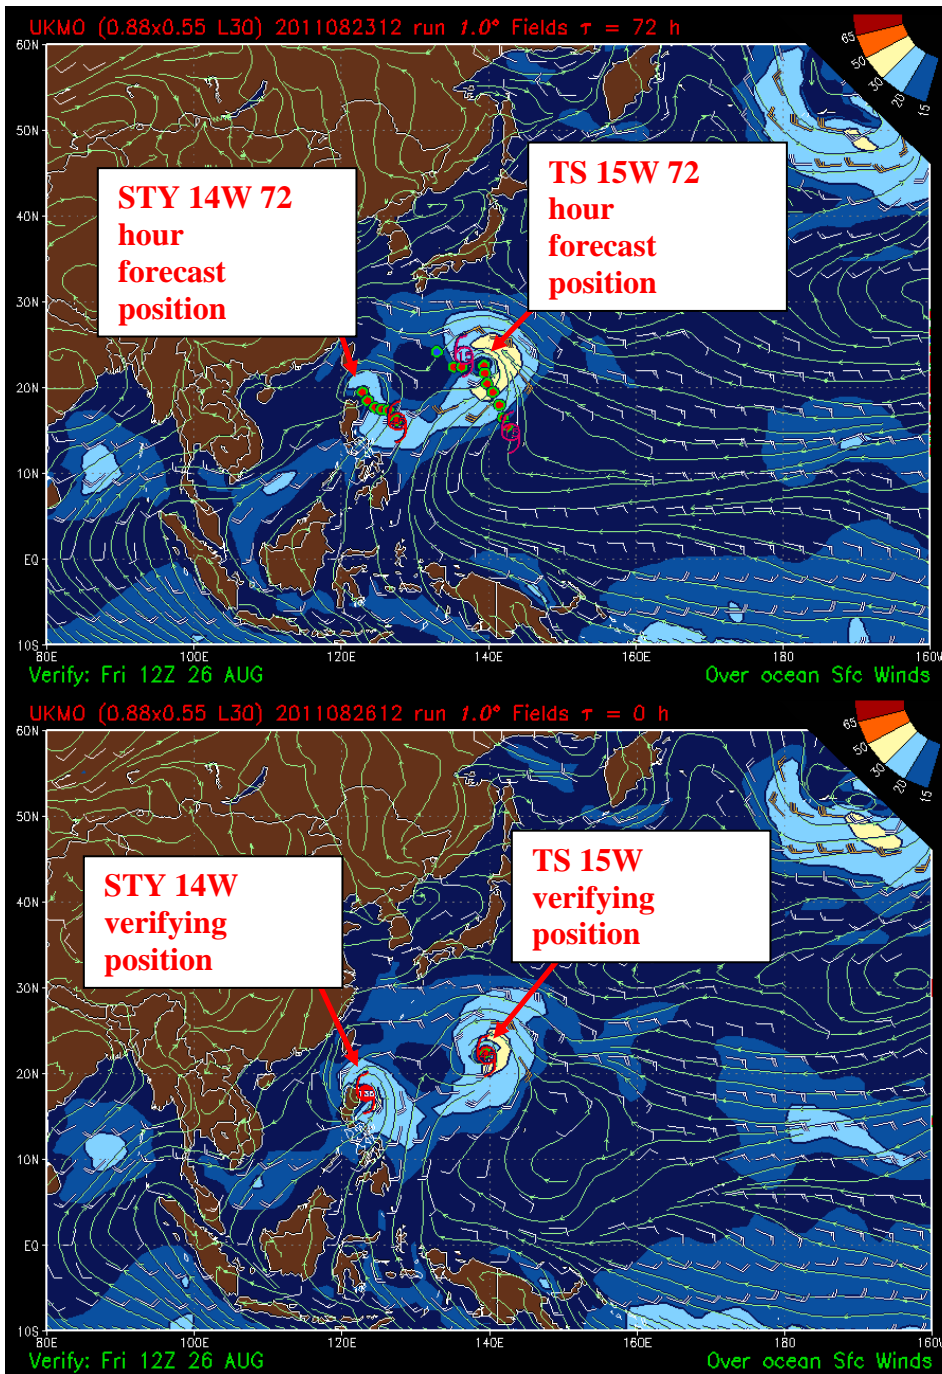 UKMO (0.88x0.55 L30) 2011082312 run 1.0° Fields τ = 72 h
65
50
30
20
15
60N
50N
40N
30N
20N
10N
EQ
10S
STY 14W 72
hour
forecast
position
TS 15W 72
hour
forecast
position
80E
100E
120E
140E
160E
180
160W
Verify: Fri 12Z 26 AUG
Over ocean Sfc Winds
UKMO (0.88x0.55 L30) 2011082612 run 1.0° Fields τ = 0 h
65
50
30
20
15
60N
50N
40N
30N
20N
10N
EQ
10S
STY 14W
verifying
position
TS 15W
verifying
position
80E
100E
120E
140E
160E
180
160W
Verify: Fri 12Z 26 AUG
Over ocean Sfc Winds